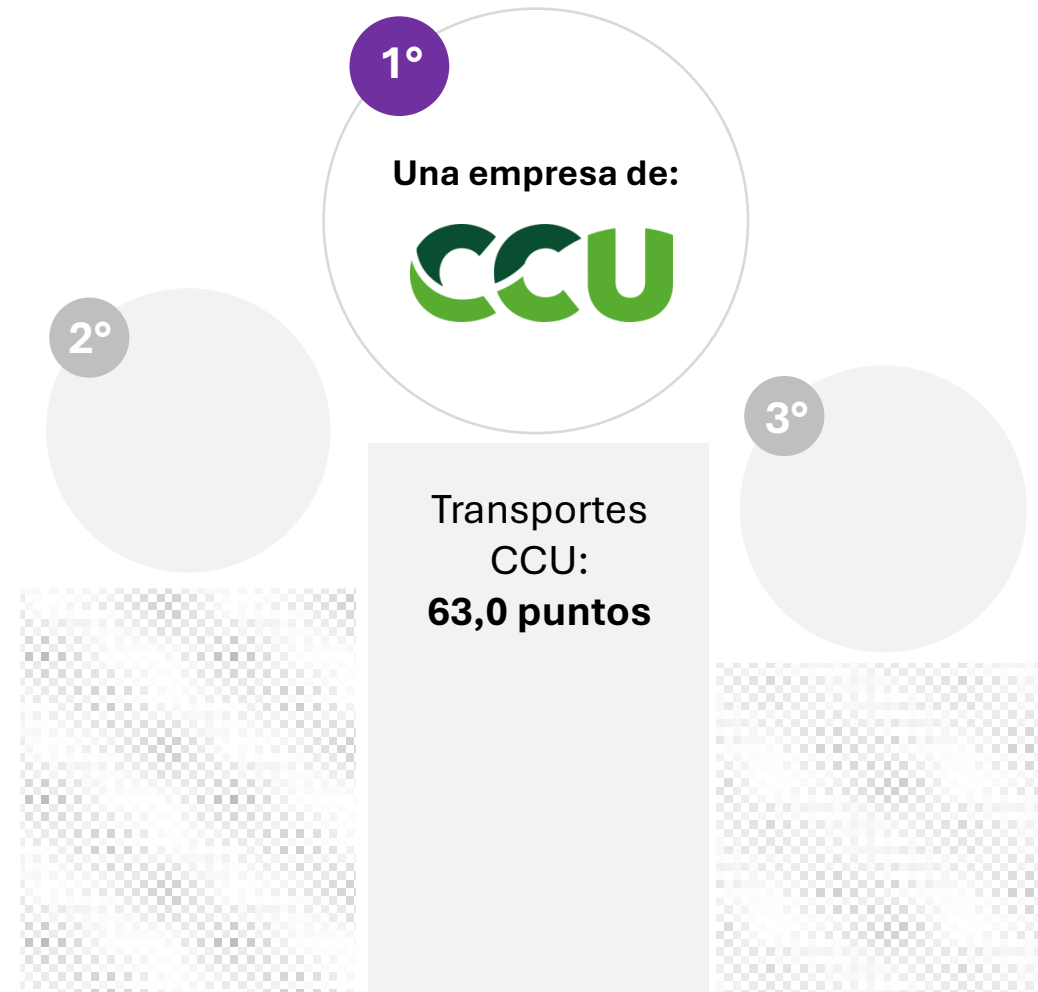 1°
Una empresa de:
CCU
2°
3°
Transportes
CCU:
63,0 puntos